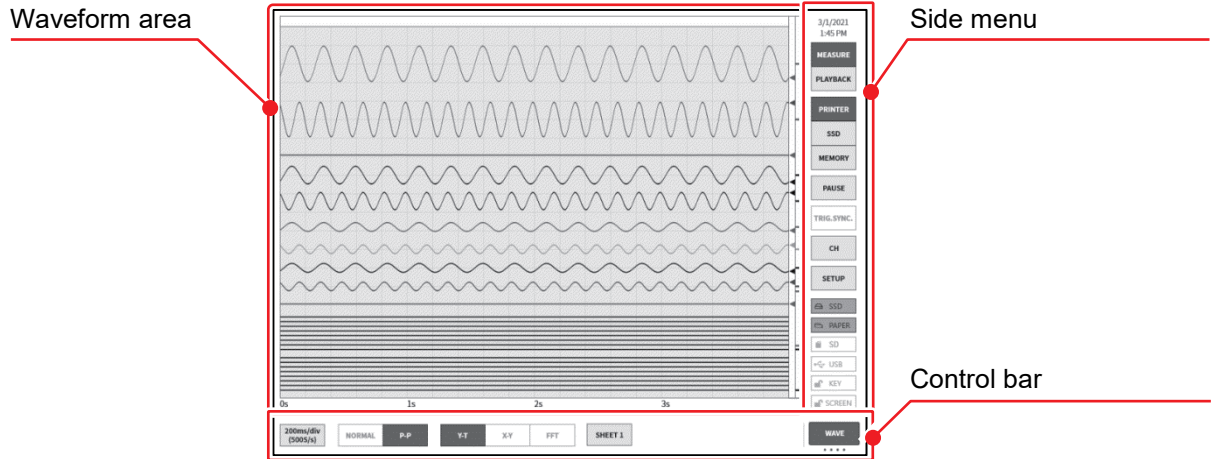 Waveform area
Side menu
3/1/2021
1:45 PM
MEASURE
PLAYBACK
PRINTER
SSD
MEMORY
PAUSE
TRIG.SYNC.
CH
SETUP
SSD
PAPER
SD
USB
KEY
SCREEN
Control bar
0s 1s 2s 3s
200ms/div
(500S/s)
NORMAL P-P Y-T X-Y FFT SHEET 1 WAVE